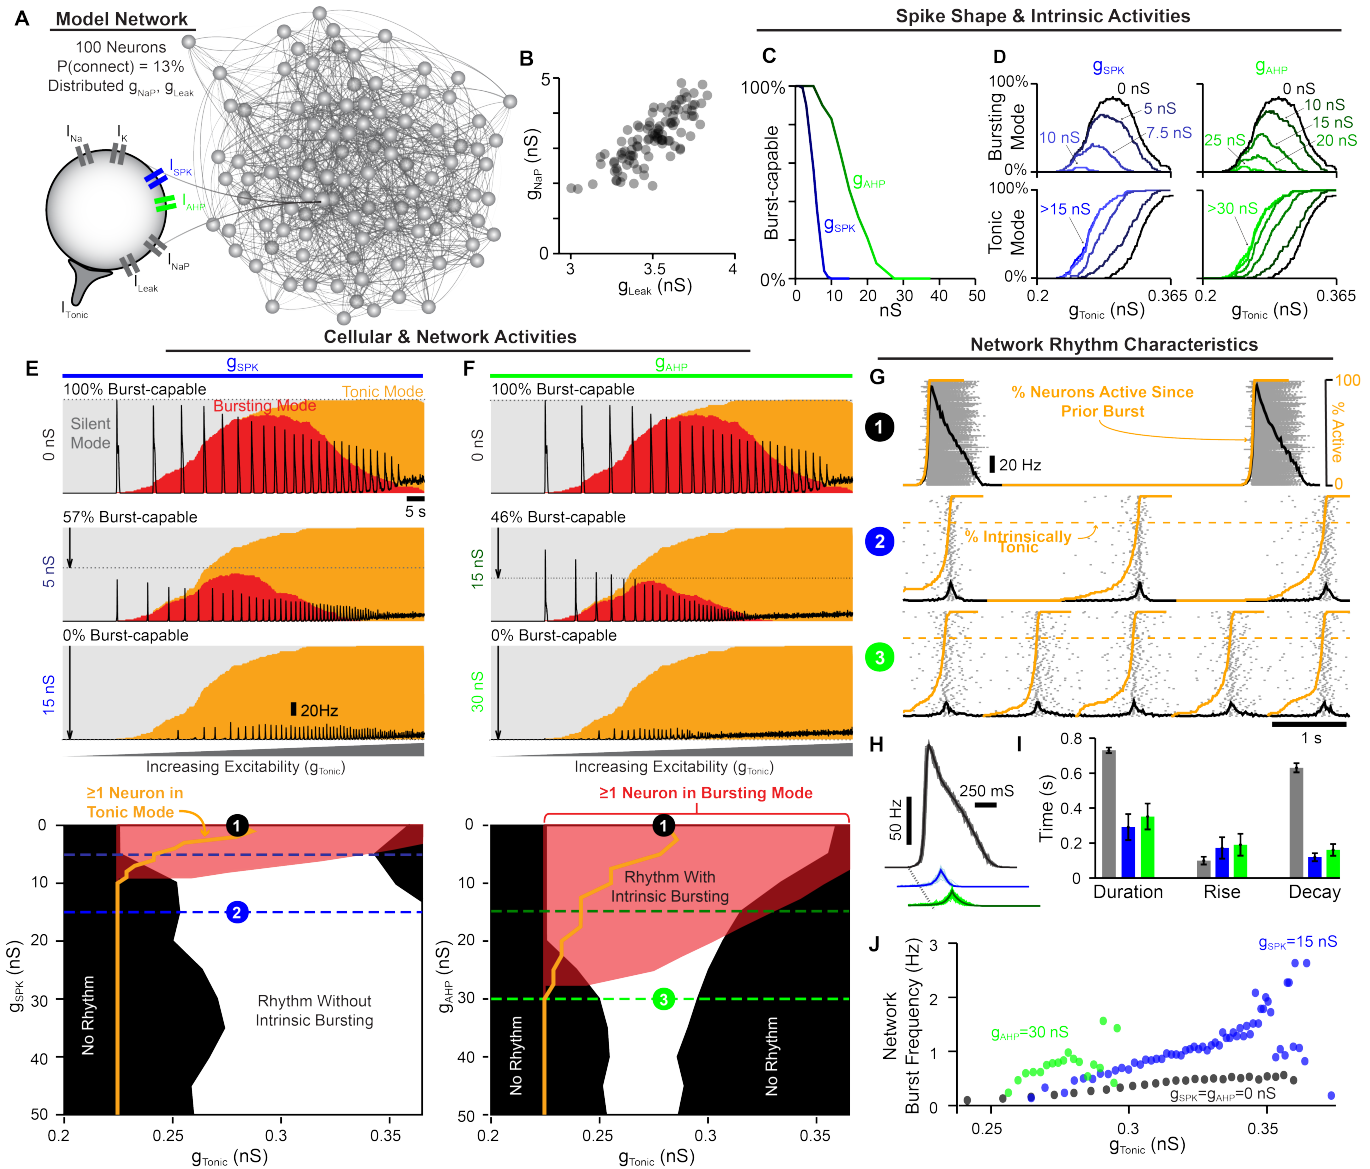 A
Model Network
100 Neurons
P(connect) = 13%
Distributed gNaP, gLeak
INa
IK
ISPK
IAHP
INaP
ILeak
ITonic
B
5
0
gNaP (nS)
3
3.5
4
gLeak (nS)
Spike Shape & Intrinsic Activities
C
100%
0%
Burst-capable
gAHP
gSPK
0
10
20
30
40
50
nS
D
gSPK
gAHP
100%
0%
Bursting
Mode
0 nS
5 nS
7.5 nS
10 nS
0 nS
10 nS
15 nS
20 nS
25 nS
100%
0%
Tonic
Mode
>15 nS
>30 nS
0.2
0.365
0.2
0.365
gTonic (nS)
gTonic (nS)
Cellular & Network Activities
E
gSPK
100% Burst-capable
Tonic Mode
Bursting Mode
Silent
Mode
0 nS
5 s
57% Burst-capable
5 nS
0% Burst-capable
15 nS
20Hz
Increasing Excitability (gTonic)
F
gAHP
100% Burst-capable
0 nS
46% Burst-capable
15 nS
0% Burst-capable
30 nS
Increasing Excitability (gTonic)
≥1 Neuron in
Tonic Mode
0
10
20
30
40
50
gSPK (nS)
1
2
No Rhythm
Rhythm Without
Intrinsic Bursting
0.2
0.25
0.3
0.35
gTonic (nS)
≥1 Neuron in Bursting Mode
0
10
20
30
40
50
gAHP (nS)
1
Rhythm With
Intrinsic Bursting
3
No Rhythm
No Rhythm
0.2
0.25
0.3
0.35
gTonic (nS)
Network Rhythm Characteristics
G
1
% Neurons Active Since
Prior Burst
20 Hz
100
0
% Active
2
% Intrinsically
Tonic
3
1 s
H
50 Hz
250 mS
I
0.8
0.6
0.4
0.2
0
Time (s)
Duration
Rise
Decay
J
3
2
1
0
Network
Burst Frequency (Hz)
gSPK=15 nS
gAHP=30 nS
gSPK=gAHP=0 nS
0.25
0.3
0.35
gTonic (nS)